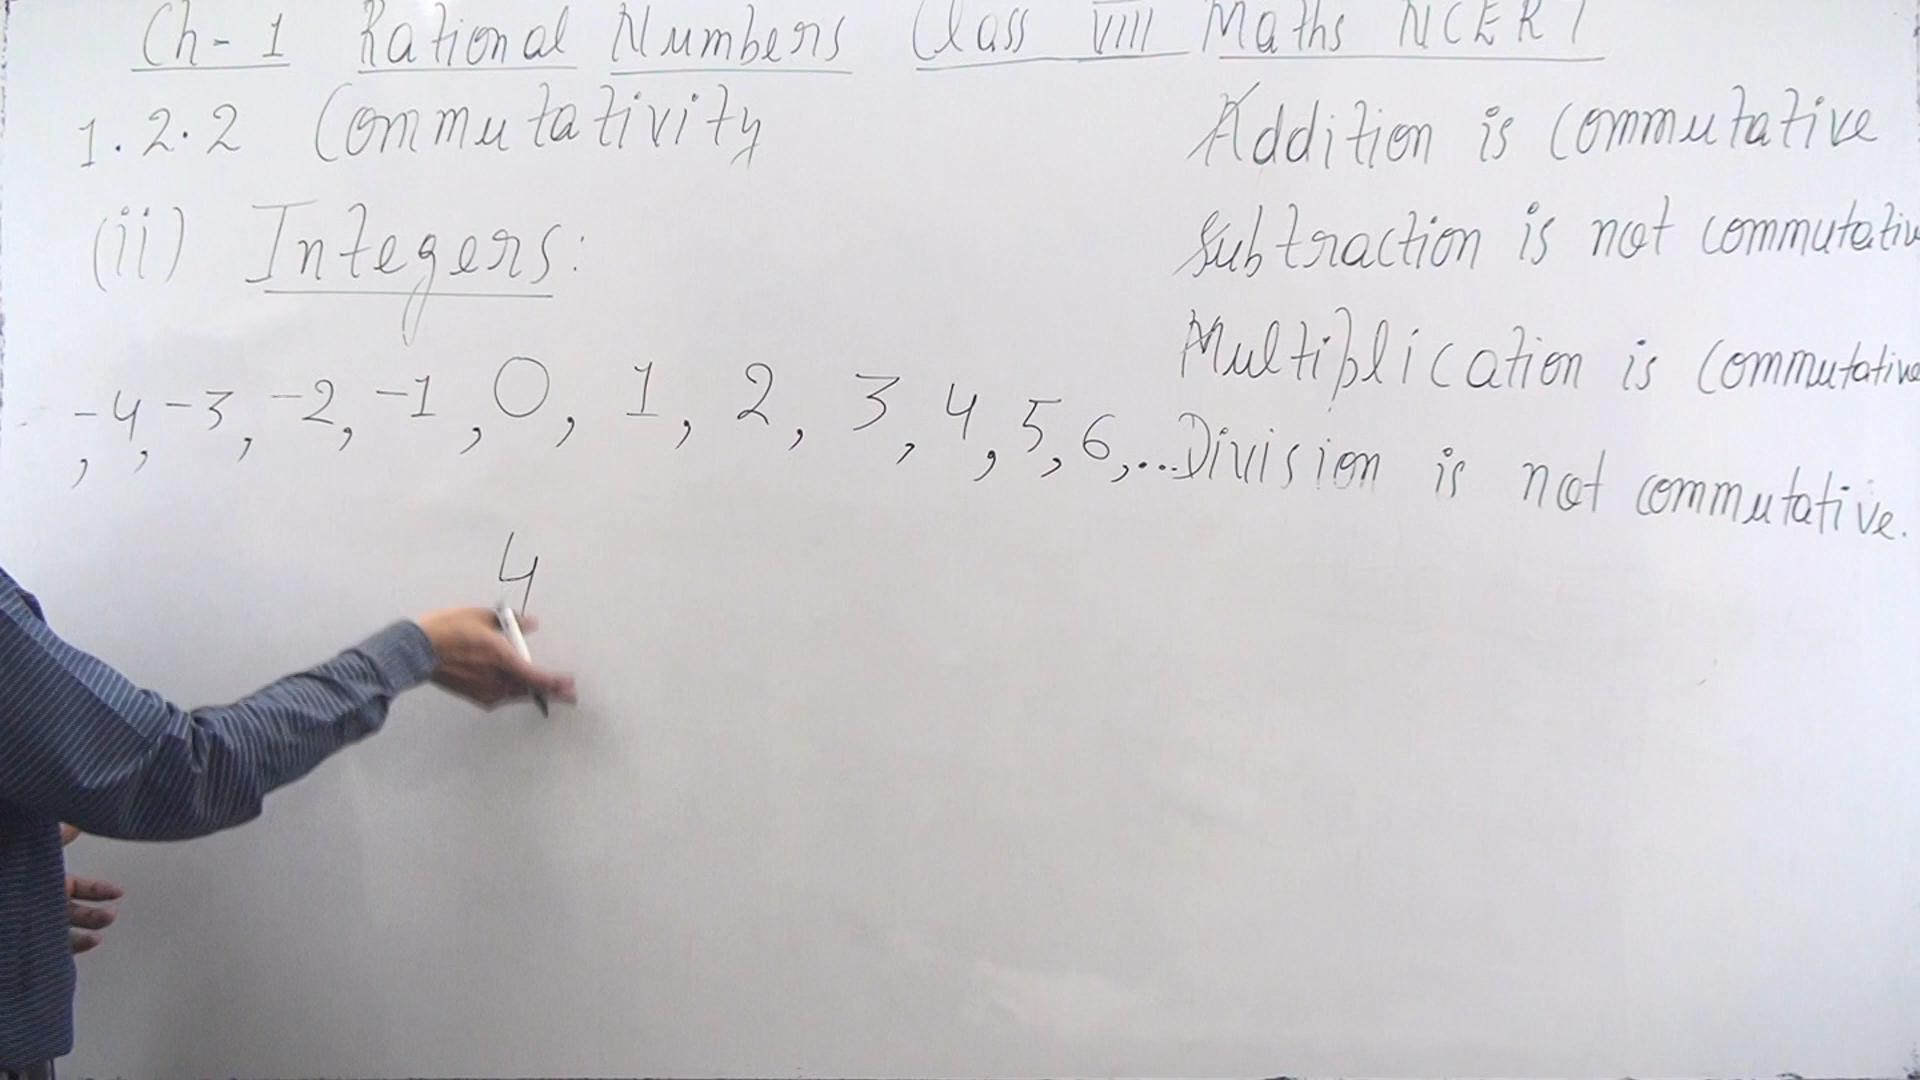 Ch-1 Rational Numbers Class VIII Maths NCERT
1.2.2 Commutativity
(ii) Integers:
, -4, -3, -2, -1, 0, 1, 2, 3, 4, 5, 6, ...
4
Addition is commutative
Subtraction is not commutativ
Multiplication is commutative
Division is not commutative.